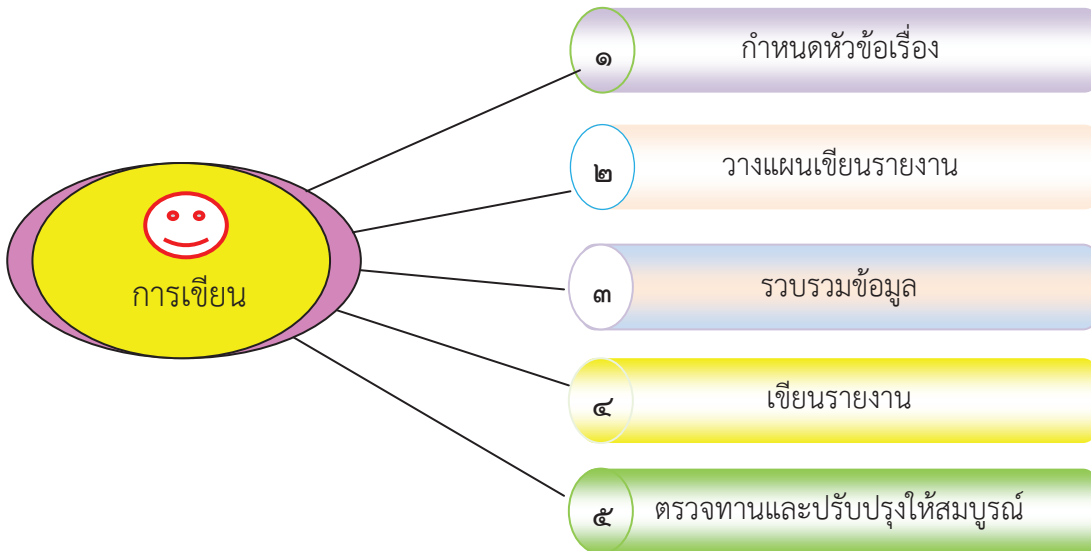 การเขียน
๑ กำหนดหัวข้อเรื่อง
๒ วางแผนเขียนรายงาน
๓ รวบรวมข้อมูล
๔ เขียนรายงาน
๕ ตรวจทานและปรับปรุงให้สมบูรณ์